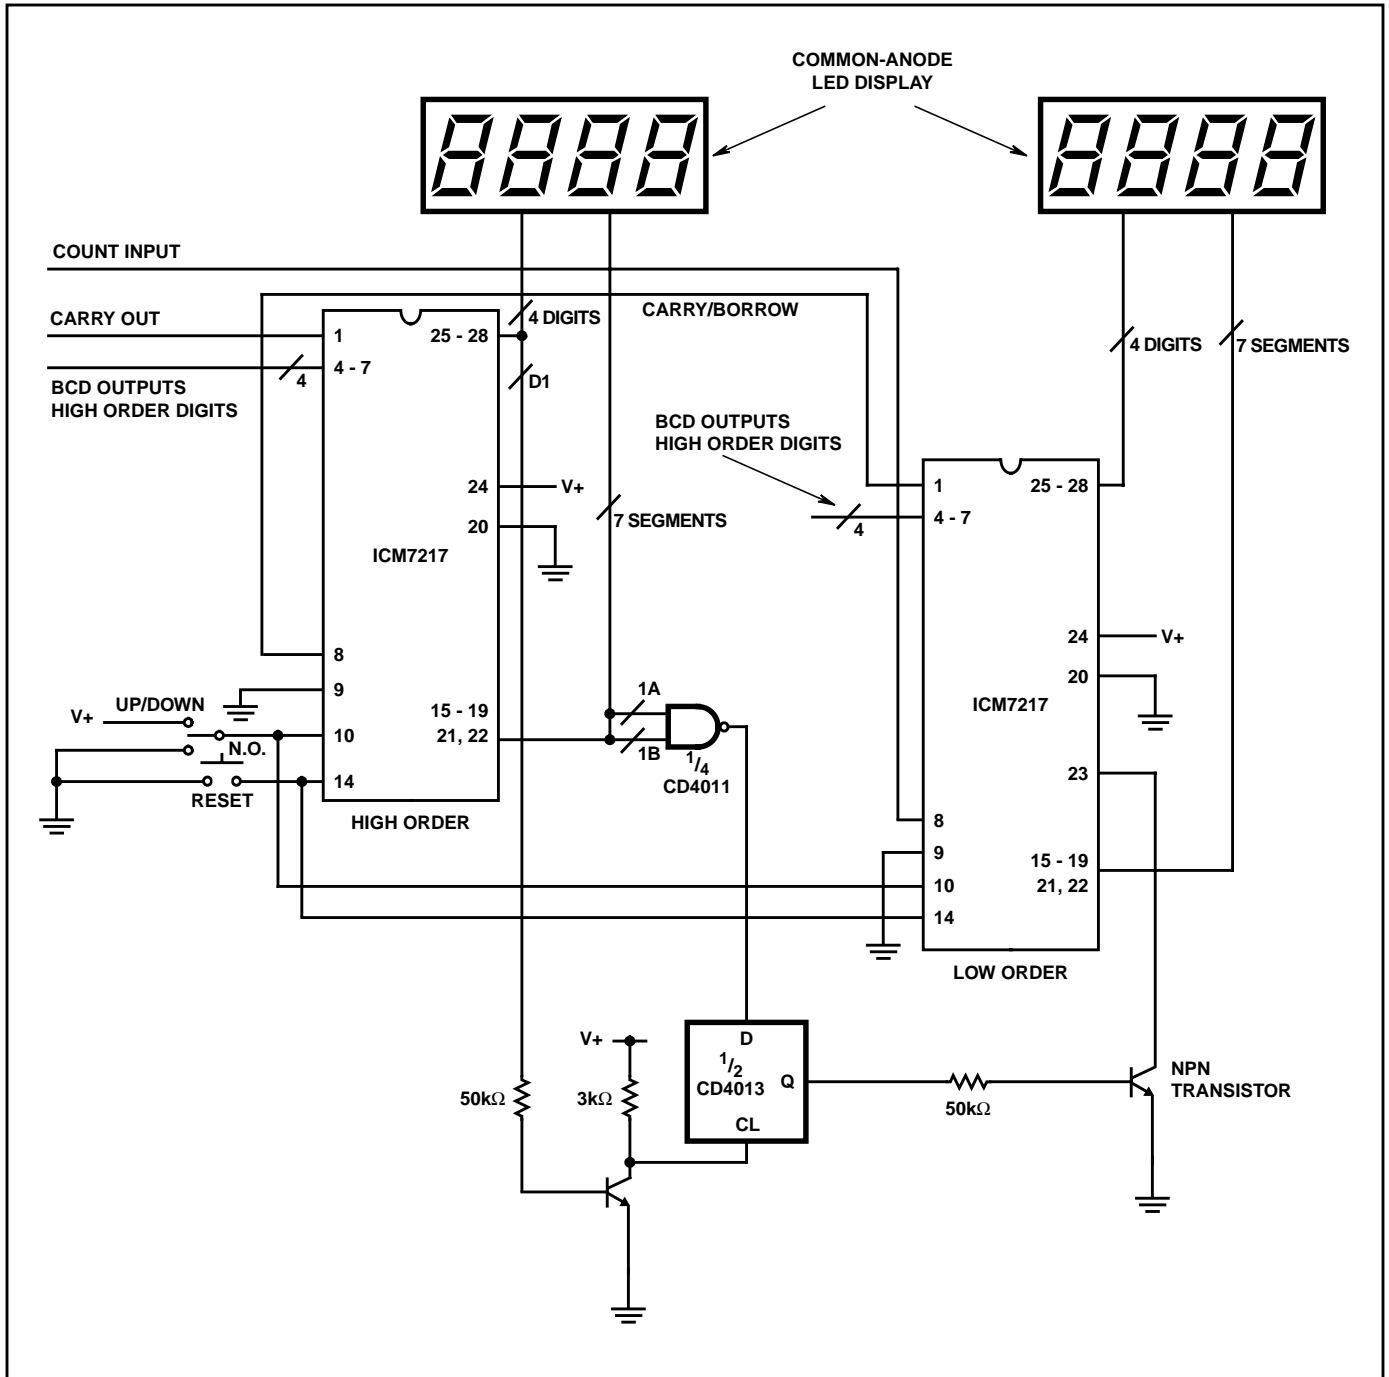 COMMON-ANODE
LED DISPLAY
COUNT INPUT
CARRY OUT
BCD OUTPUTS
HIGH ORDER DIGITS
4
1
4 - 7
25 - 28
4 DIGITS
D1
CARRY/BORROW
24
V+
20
ICM7217
7 SEGMENTS
8
9
10
14
15 - 19
21, 22
UP/DOWN
V+
N.O.
RESET
HIGH ORDER
1A
1B
1/4
CD4011
BCD OUTPUTS
HIGH ORDER DIGITS
4
4 DIGITS
7 SEGMENTS
1
4 - 7
25 - 28
24
V+
20
ICM7217
23
8
9
10
14
15 - 19
21, 22
LOW ORDER
V+
50kΩ
3kΩ
D
1/2
CD4013
Q
CL
50kΩ
NPN
TRANSISTOR